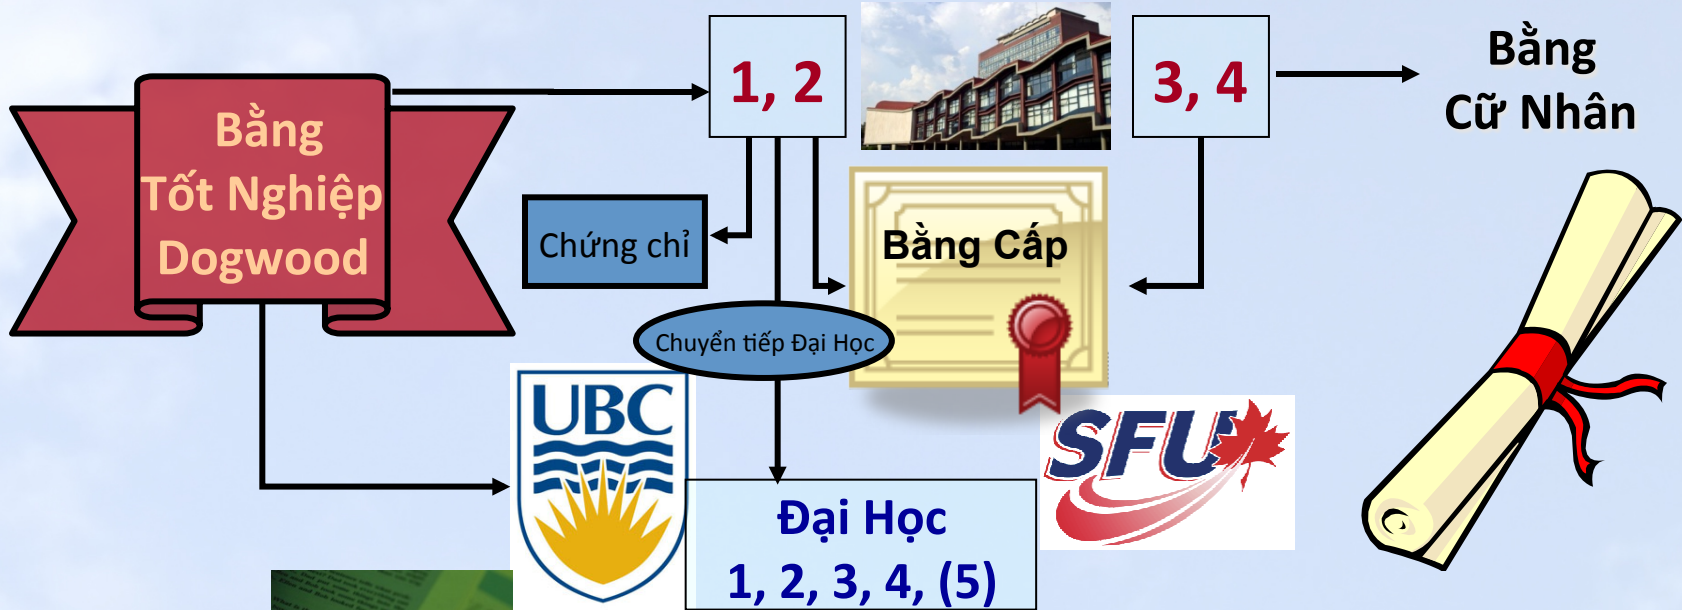 Bằng
Tốt Nghiệp
Dogwood
1, 2
3, 4
Bằng
Cữ Nhân
Chứng chỉ
Bằng Cấp
Chuyển tiếp Đại Học
UBC
SFU
Đại Học
1, 2, 3, 4, (5)